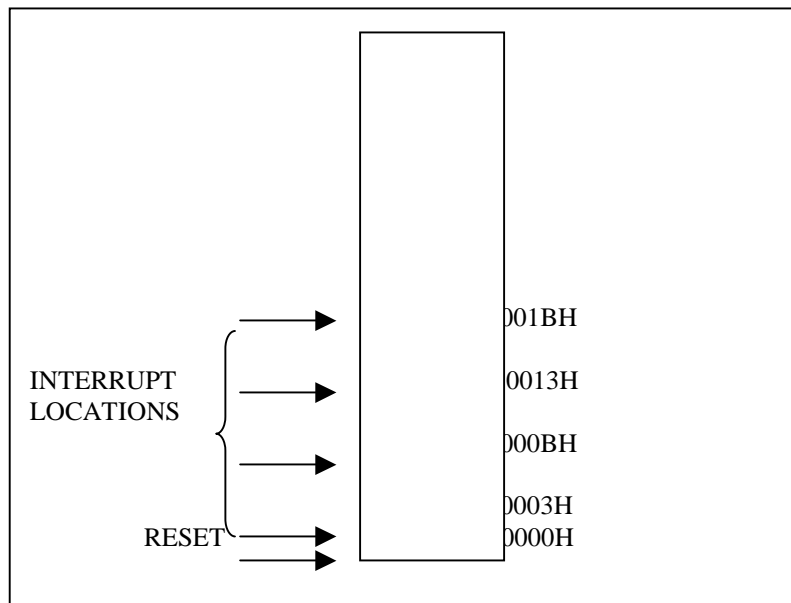 001BH
INTERRUPT
0013H
LOCATIONS
000BH
0003H
RESET
0000H